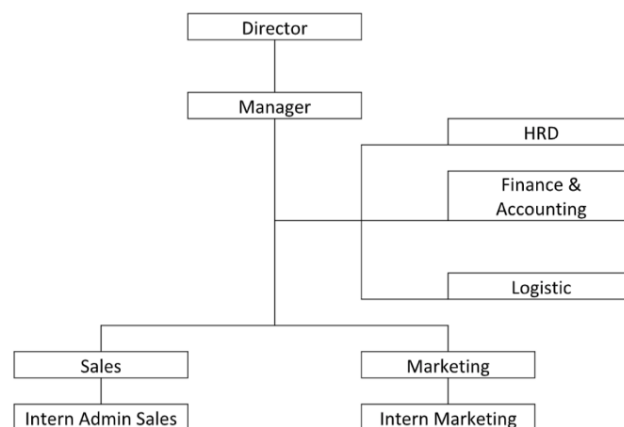 Director
Manager
HRD
Finance &
Accounting
Logistic
Sales
Marketing
Intern Admin Sales
Intern Marketing